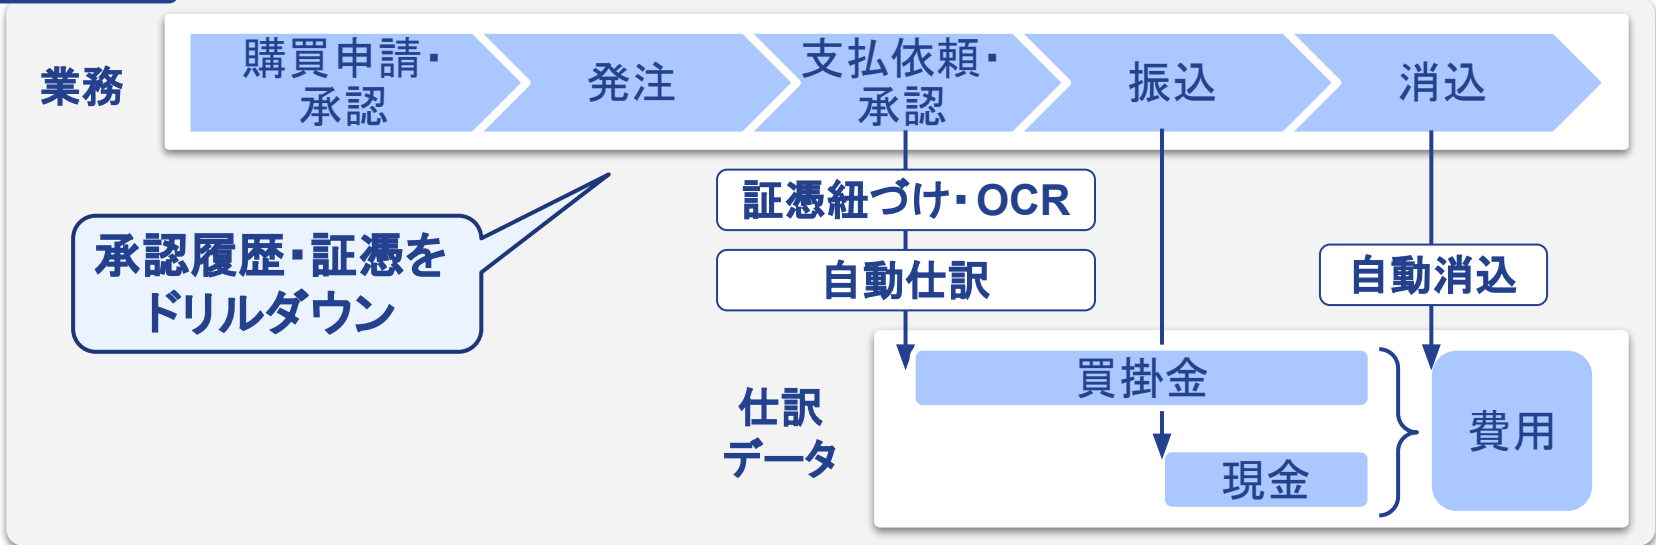 業務
購買申請・
承認
発注
支払依頼・
承認
振込
消込
証憑紐づけ・OCR
承認履歴・証憑を
ドリルダウン
自動仕訳
自動消込
仕訳
データ
買掛金
現金
費用